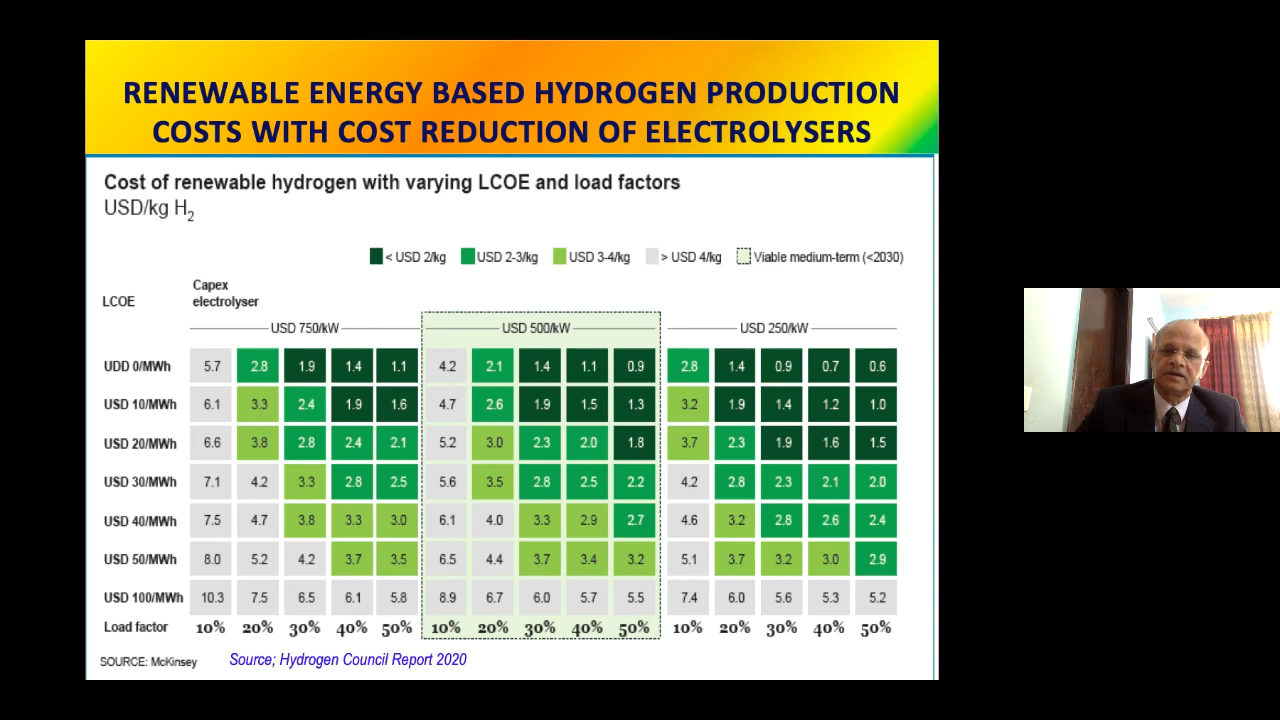 RENEWABLE ENERGY BASED HYDROGEN PRODUCTION
COSTS WITH COST REDUCTION OF ELECTROLYSERS
Cost of renewable hydrogen with varying LCOE and load factors
USD/kg H2
< USD 2/kg USD 2-3/kg USD 3-4/kg > USD 4/kg Viable medium-term (<2030)
LCOE Capex electrolyser
USD 750/kW USD 500/kW USD 250/kW
UDD 0/MWh 5.7 2.8 1.9 1.4 1.1 4.2 2.1 1.4 1.1 0.9 2.8 1.4 0.9 0.7 0.6
USD 10/MWh 6.1 3.3 2.4 1.9 1.6 4.7 2.6 1.9 1.5 1.3 3.2 1.9 1.4 1.2 1.0
USD 20/MWh 6.6 3.8 2.8 2.4 2.1 5.2 3.0 2.3 2.0 1.8 3.7 2.3 1.9 1.6 1.5
USD 30/MWh 7.1 4.2 3.3 2.8 2.5 5.6 3.5 2.8 2.5 2.2 4.2 2.8 2.3 2.1 2.0
USD 40/MWh 7.5 4.7 3.8 3.3 3.0 6.1 4.0 3.3 2.9 2.7 4.6 3.2 2.8 2.6 2.4
USD 50/MWh 8.0 5.2 4.2 3.7 3.5 6.5 4.4 3.7 3.4 3.2 5.1 3.7 3.2 3.0 2.9
USD 100/MWh 10.3 7.5 6.5 6.1 5.8 8.9 6.7 6.0 5.7 5.5 7.4 6.0 5.6 5.3 5.2
Load factor 10% 20% 30% 40% 50% 10% 20% 30% 40% 50% 10% 20% 30% 40% 50%
SOURCE: McKinsey Source; Hydrogen Council Report 2020